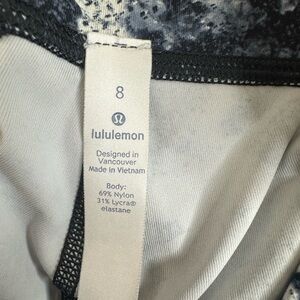 8
lululemon
Designed in
Vancouver
Made in Vietnam
Body:
69% Nylon
31% Lycra®
elastane